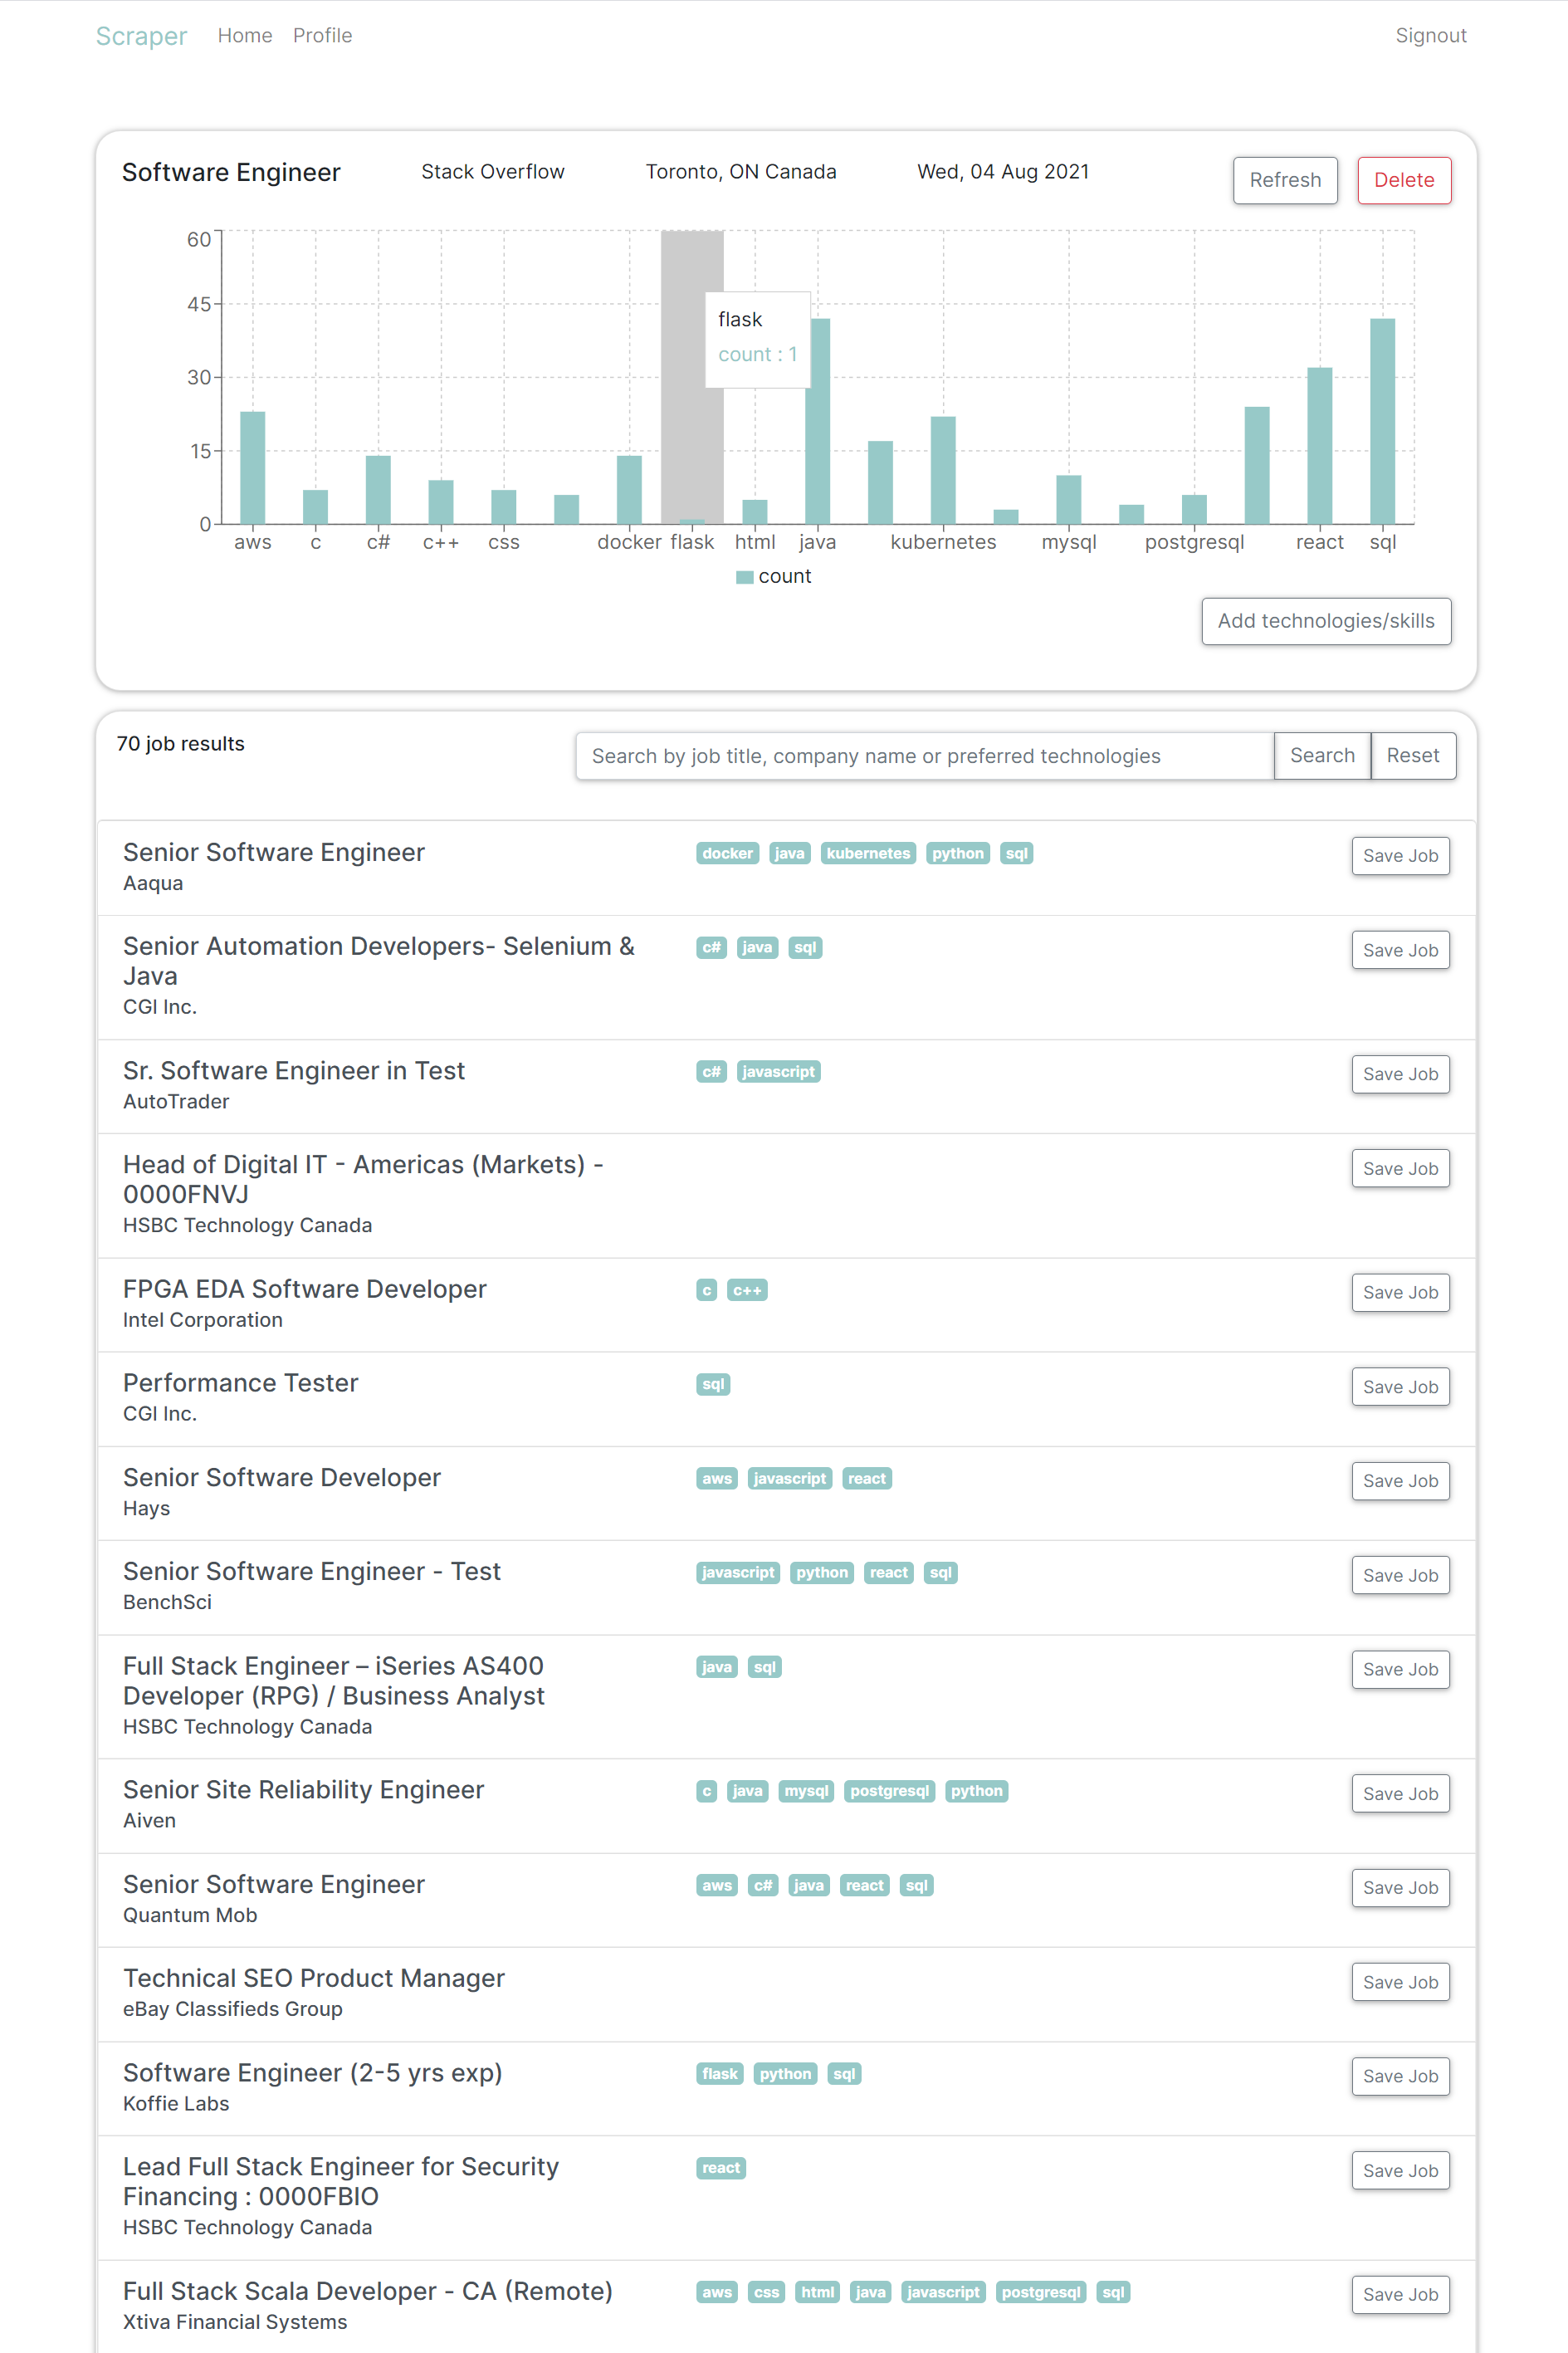 Scraper Home Profile Signout
Software Engineer Stack Overflow Toronto, ON Canada Wed, 04 Aug 2021 Refresh Delete
60
45
30
15
0
flask
count : 1
aws c c# c++ css docker flask html java kubernetes mysql postgresql react sql
count
Add technologies/skills
70 job results Search by job title, company name or preferred technologies Search Reset
Senior Software Engineer docker java kubernetes python sql Save Job
Aaqua
Senior Automation Developers- Selenium & c# java sql Save Job
Java
CGI Inc.
Sr. Software Engineer in Test c# javascript Save Job
AutoTrader
Head of Digital IT - Americas (Markets) - Save Job
0000FNVJ
HSBC Technology Canada
FPGA EDA Software Developer c c++ Save Job
Intel Corporation
Performance Tester sql Save Job
CGI Inc.
Senior Software Developer aws javascript react Save Job
Hays
Senior Software Engineer - Test javascript python react sql Save Job
BenchSci
Full Stack Engineer – iSeries AS400 java sql Save Job
Developer (RPG) / Business Analyst
HSBC Technology Canada
Senior Site Reliability Engineer c java mysql postgresql python Save Job
Aiven
Senior Software Engineer aws c# java react sql Save Job
Quantum Mob
Technical SEO Product Manager Save Job
eBay Classifieds Group
Software Engineer (2-5 yrs exp) flask python sql Save Job
Koffie Labs
Lead Full Stack Engineer for Security react Save Job
Financing : 0000FBIO
HSBC Technology Canada
Full Stack Scala Developer - CA (Remote) aws css html java javascript postgresql sql Save Job
Xtiva Financial Systems